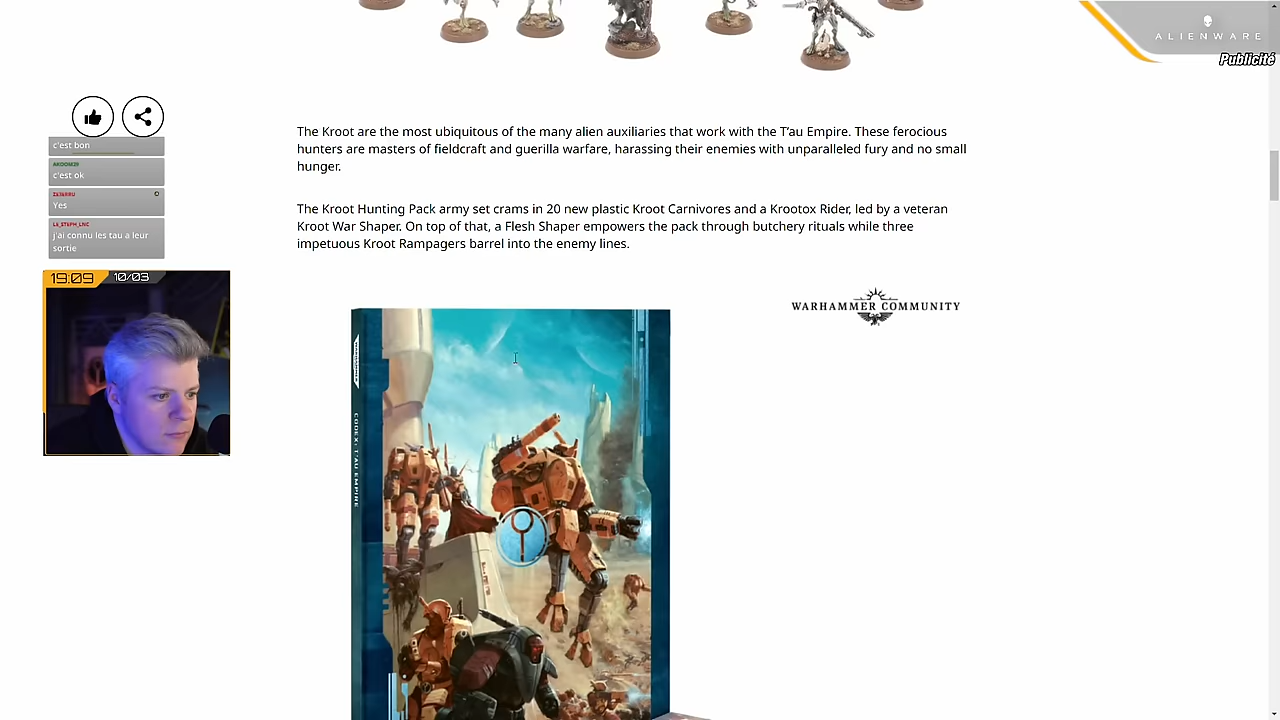 ALIENWARE
Publicité
c'est bon
c'est ok
Yes
LE_STEPH_LNC
j'ai connu les tau a leur
sortie
19:09 10/03
The Kroot are the most ubiquitous of the many alien auxiliaries that work with the T'au Empire. These ferocious
hunters are masters of fieldcraft and guerilla warfare, harassing their enemies with unparalleled fury and no small
hunger.
The Kroot Hunting Pack army set crams in 20 new plastic Kroot Carnivores and a Krootox Rider, led by a veteran
Kroot War Shaper. On top of that, a Flesh Shaper empowers the pack through butchery rituals while three
impetuous Kroot Rampagers barrel into the enemy lines.
WARHAMMER COMMUNITY
CODEX: T'AU EMPIRE